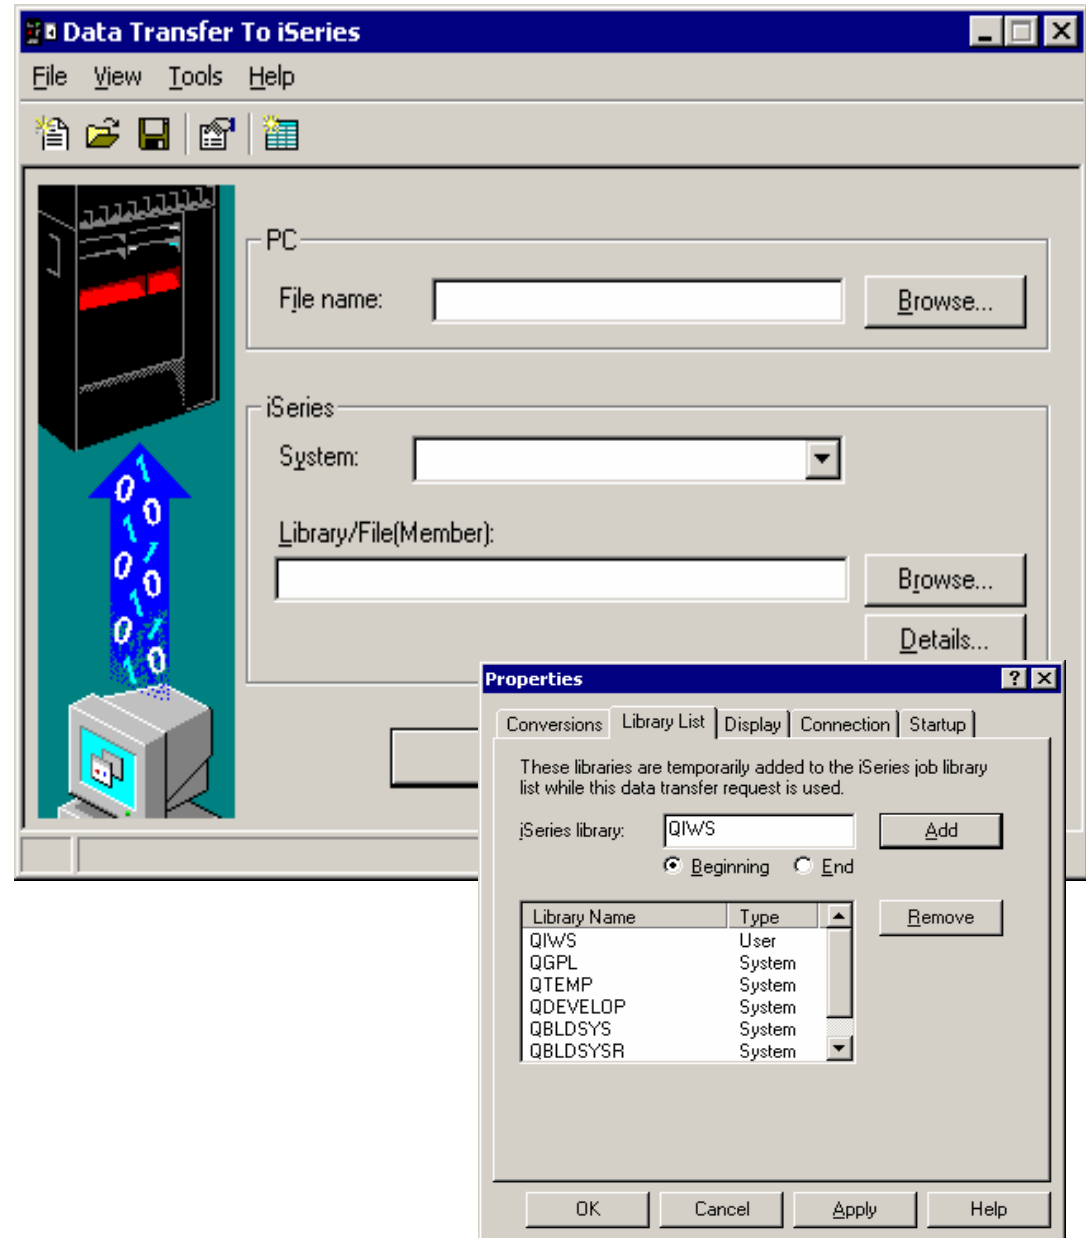 Data Transfer To iSeries
File View Tools Help
PC
File name:
Browse...
iSeries
System:
Library/File(Member):
Browse...
Details...
Properties
Conversions Library List Display Connection Startup
These libraries are temporarily added to the iSeries job library
list while this data transfer request is used.
iSeries library: QIWS Add
Beginning End
Library Name Type Remove
QIWS User
QGPL System
QTEMP System
QDEVELOP System
QBLDSYS System
QBLDSYSR System
OK Cancel Apply Help